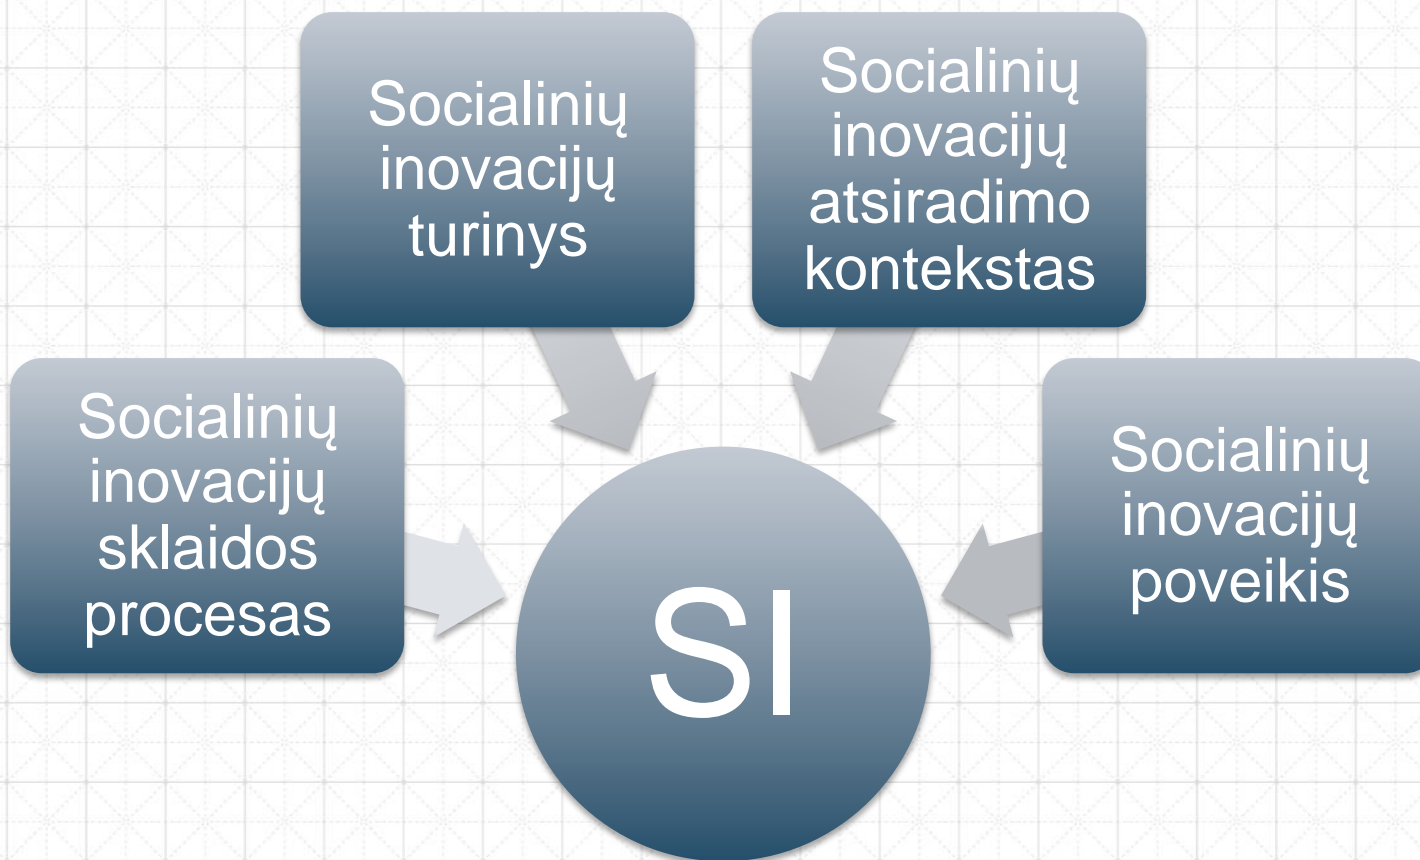 Socialinių
inovacijų
turinys
Socialinių
inovacijų
atsiradimo
kontekstas
Socialinių
inovacijų
sklaidos
procesas
Socialinių
inovacijų
poveikis
SI